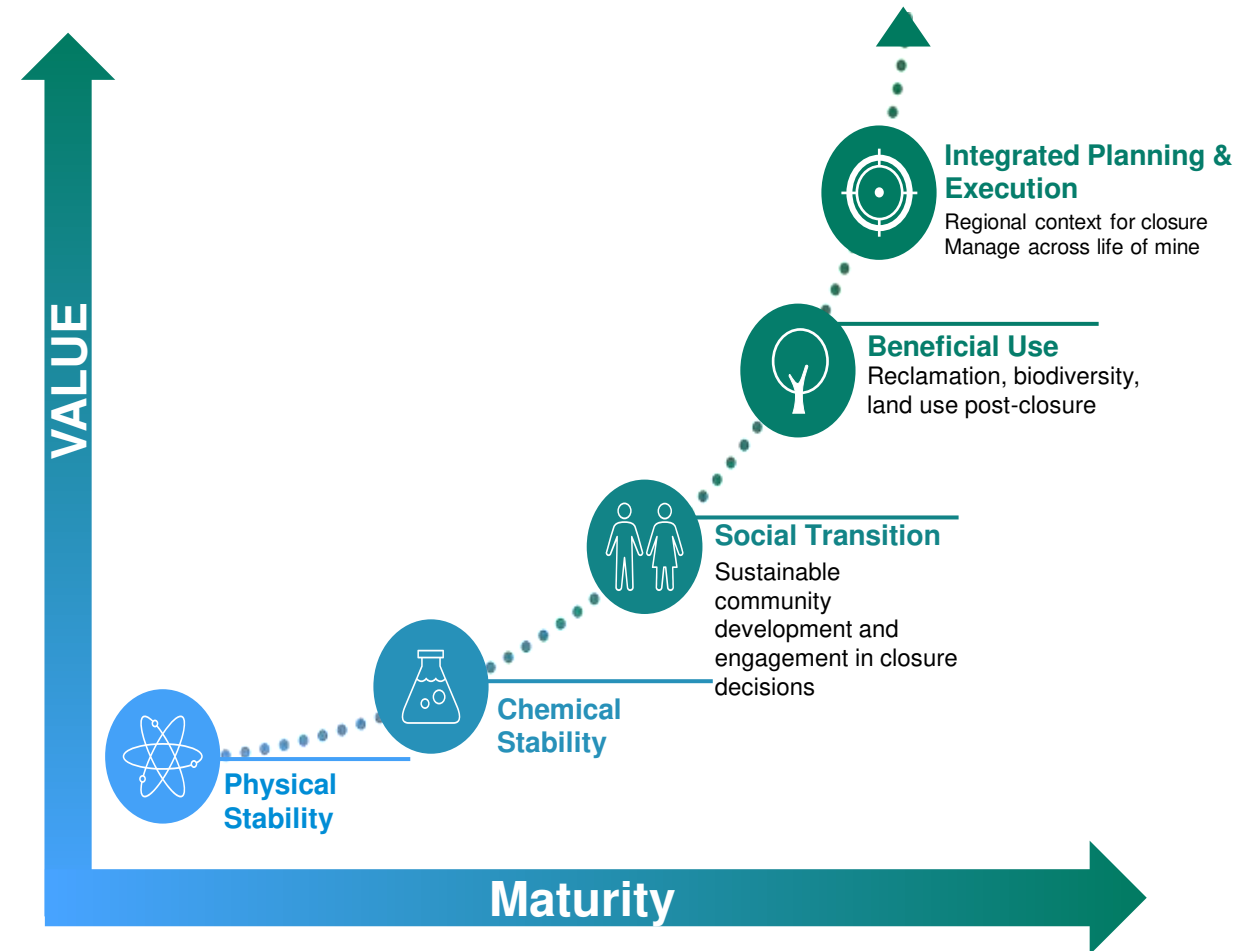 VALUE
Integrated Planning &
Execution
Regional context for closure
Manage across life of mine
Beneficial Use
Reclamation, biodiversity,
land use post-closure
Social Transition
Sustainable
community
development and
engagement in closure
decisions
Chemical
Stability
Physical
Stability
Maturity